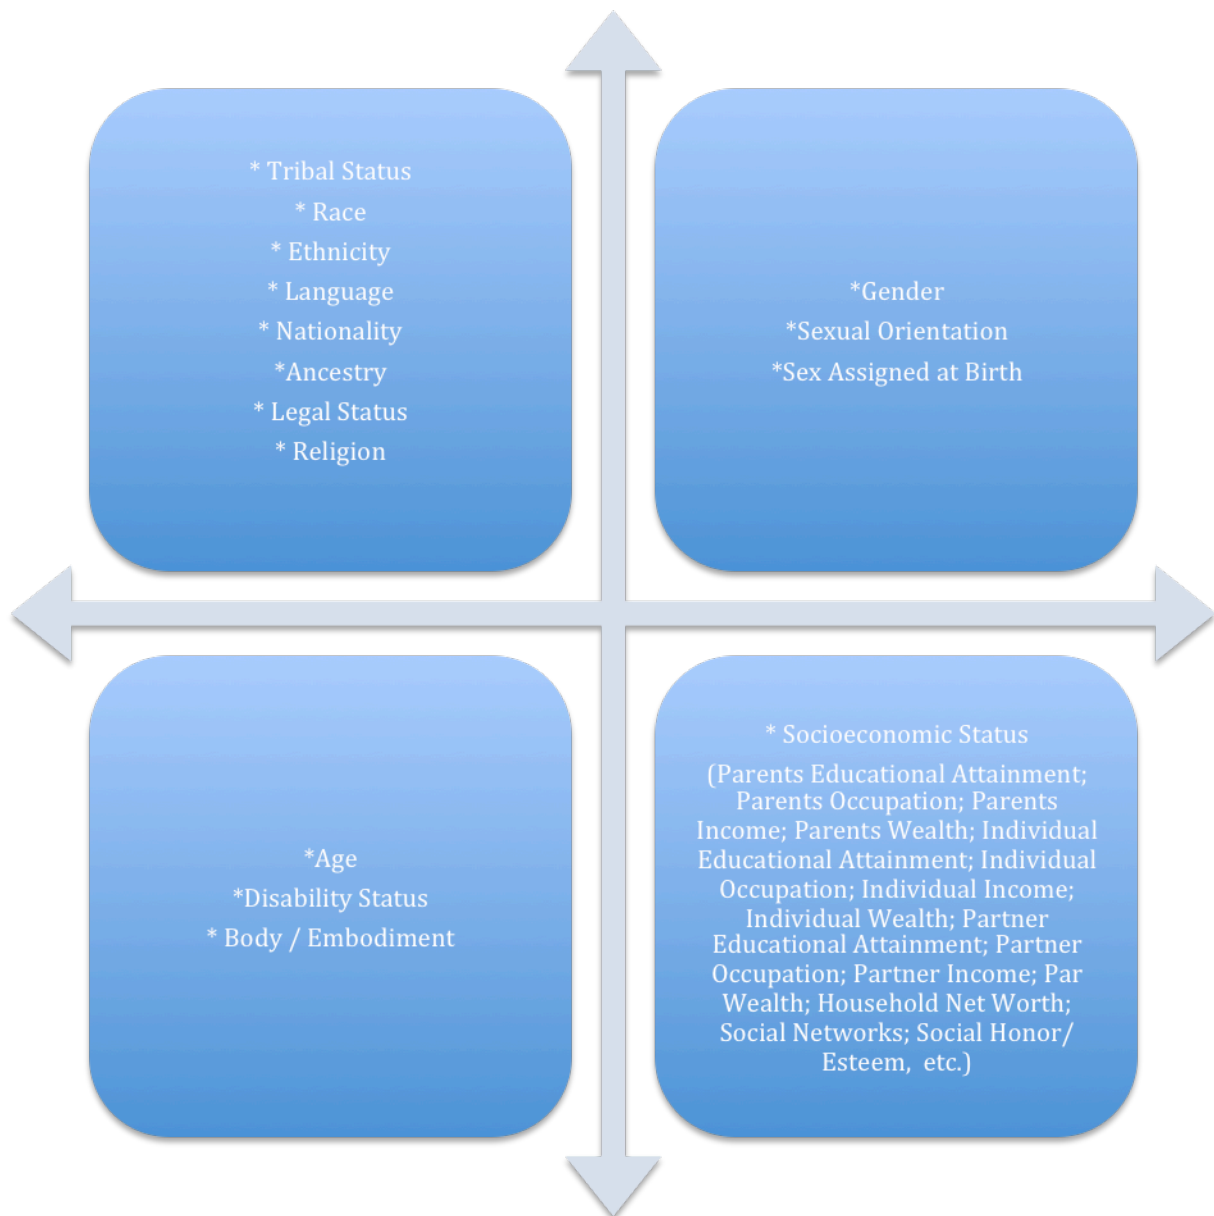 * Tribal Status
* Race
* Ethnicity
* Language
* Nationality
*Ancestry
* Legal Status
* Religion
*Gender
*Sexual Orientation
*Sex Assigned at Birth
*Age
*Disability Status
* Body / Embodiment
* Socioeconomic Status
(Parents Educational Attainment;
Parents Occupation; Parents
Income; Parents Wealth; Individual
Educational Attainment; Individual
Occupation; Individual Income;
Individual Wealth; Partner
Educational Attainment; Partner
Occupation; Partner Income; Par
Wealth; Household Net Worth;
Social Networks; Social Honor/
Esteem, etc.)